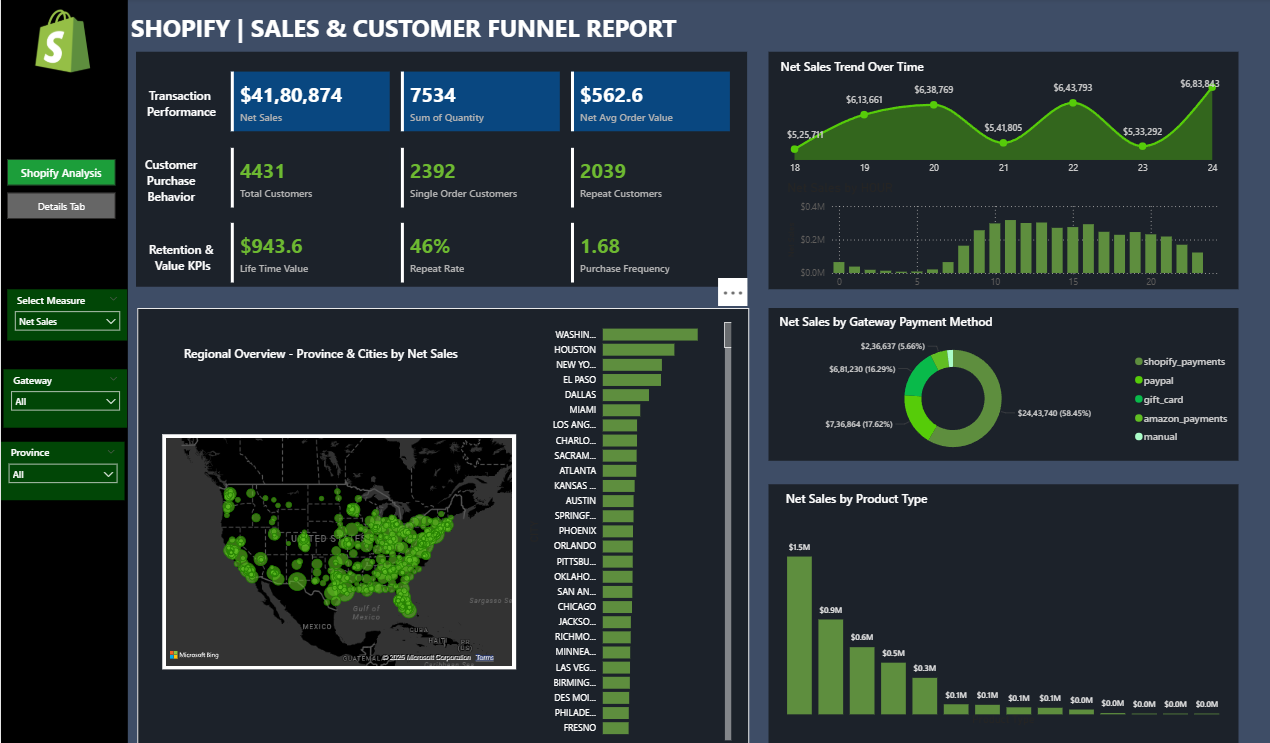 SHOPIFY | SALES & CUSTOMER FUNNEL REPORT
S
Shopify Analysis
Details Tab
Select Measure
Net Sales
Gateway
All
Province
All
Transaction
Performance
$41,80,874
Net Sales
7534
Sum of Quantity
$562.6
Net Avg Order Value
Customer
Purchase
Behavior
4431
Total Customers
2392
Single Order Customers
2039
Repeat Customers
Retention &
Value KPIs
$943.6
Life Time Value
46%
Repeat Rate
1.68
Purchase Frequency
Net Sales Trend Over Time
$5,25,711
$6,13,661
$6,38,769
$5,41,805
$6,43,793
$5,33,292
$6,83,843
18 19 20 21 22 23 24
$0.4M
$0.2M
$0.0M
0 5 10 15 20
Regional Overview - Province & Cities by Net Sales
WASHIN...
HOUSTON
NEW YO...
EL PASO
DALLAS
MIAMI
LOS ANG...
CHARLO...
SACRAM...
ATLANTA
KANSAS ...
AUSTIN
SPRINGF...
PHOENIX
ORLANDO
PITTSBU...
OKLAHO...
SAN AN...
CHICAGO
JACKSO...
RICHMO...
MINNEA...
LAS VEG...
BIRMING...
DES MOI...
PHILADE...
FRESNO
UNITED STATES
Gulf of
Mexico
MEXICO
CUBA
Sargasso Se
Microsoft Bing
© 2025 Microsoft Corporation Terms
Net Sales by Gateway Payment Method
$2,36,637 (5.66%)
$6,81,230 (16.29%)
$7,36,864 (17.62%)
$24,43,740 (58.45%)
shopify_payments
paypal
gift_card
amazon_payments
manual
Net Sales by Product Type
$1.5M
$0.9M
$0.6M
$0.5M
$0.3M
$0.1M
$0.1M
$0.1M
$0.1M
$0.0M
$0.0M
$0.0M
$0.0M
$0.0M